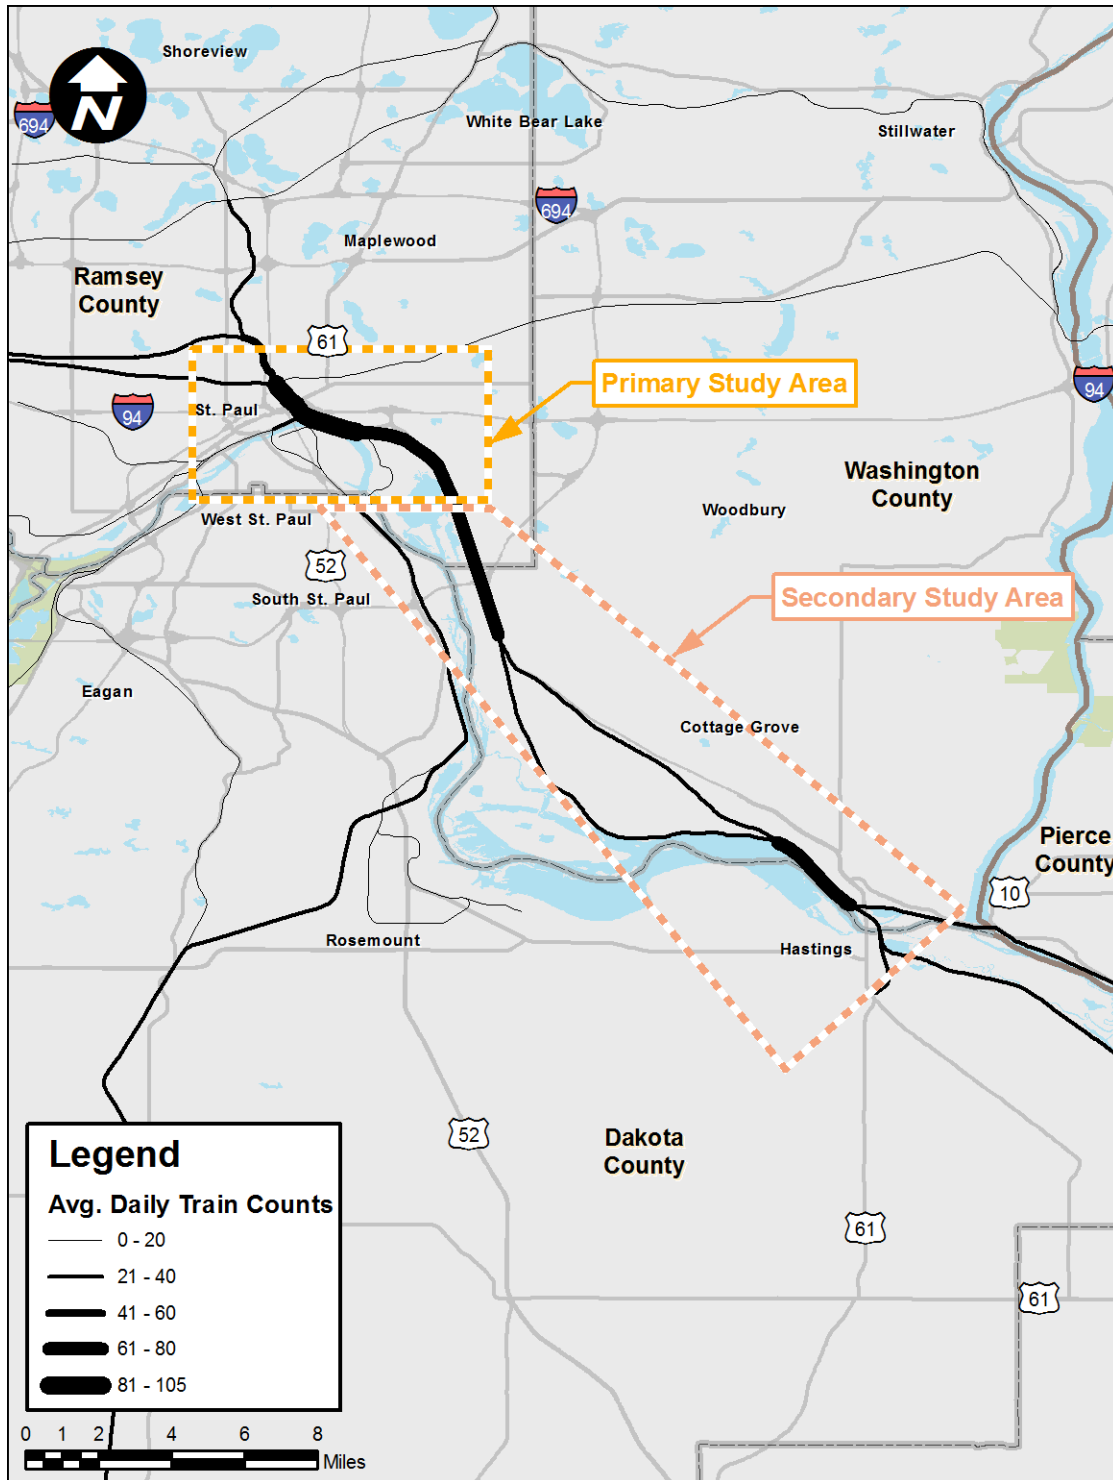 Shoreview
N
694
White Bear Lake
Stillwater
694
Maplewood
Ramsey
County
61
Primary Study Area
94
St. Paul
94
Washington
County
Woodbury
West St. Paul
52
South St. Paul
Secondary Study Area
Eagan
Cottage Grove
Pierce
County
10
Rosemount
Hastings
52
Dakota
County
61
61
Legend
Avg. Daily Train Counts
0 - 20
21 - 40
41 - 60
61 - 80
81 - 105
0 1 2 4 6 8
Miles